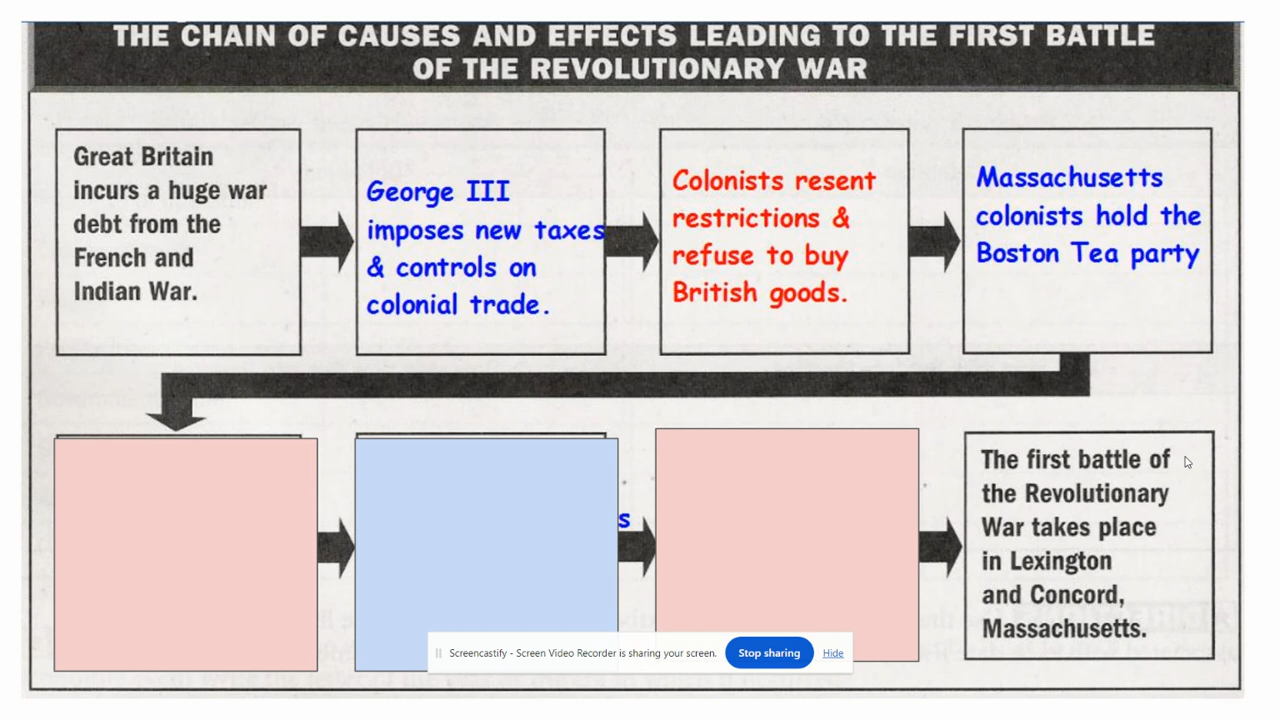 THE CHAIN OF CAUSES AND EFFECTS LEADING TO THE FIRST BATTLE
OF THE REVOLUTIONARY WAR
Great Britain
incurs a huge war
debt from the
French and
Indian War.
George III
imposes new taxes
& controls on
colonial trade.
Colonists resent
restrictions &
refuse to buy
British goods.
Massachusetts
colonists hold the
Boston Tea party
s
The first battle of
the Revolutionary
War takes place
in Lexington
and Concord,
Massachusetts.
Screencastify - Screen Video Recorder is sharing your screen.
Stop sharing
Hide